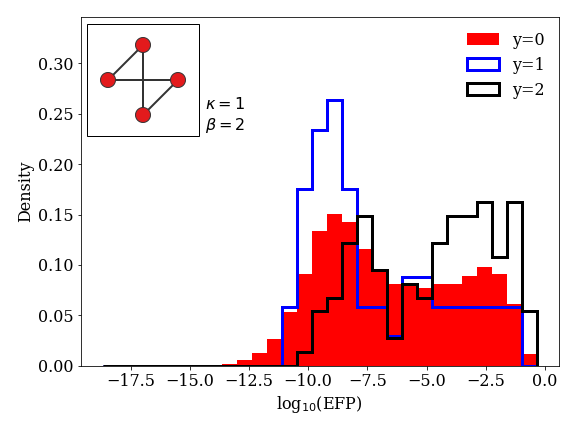 y=0
y=1
y=2
κ = 1
β = 2
Density
0.30
0.25
0.20
0.15
0.10
0.05
0.00
−17.5 −15.0 −12.5 −10.0 −7.5 −5.0 −2.5 0.0
log₁₀(EFP)